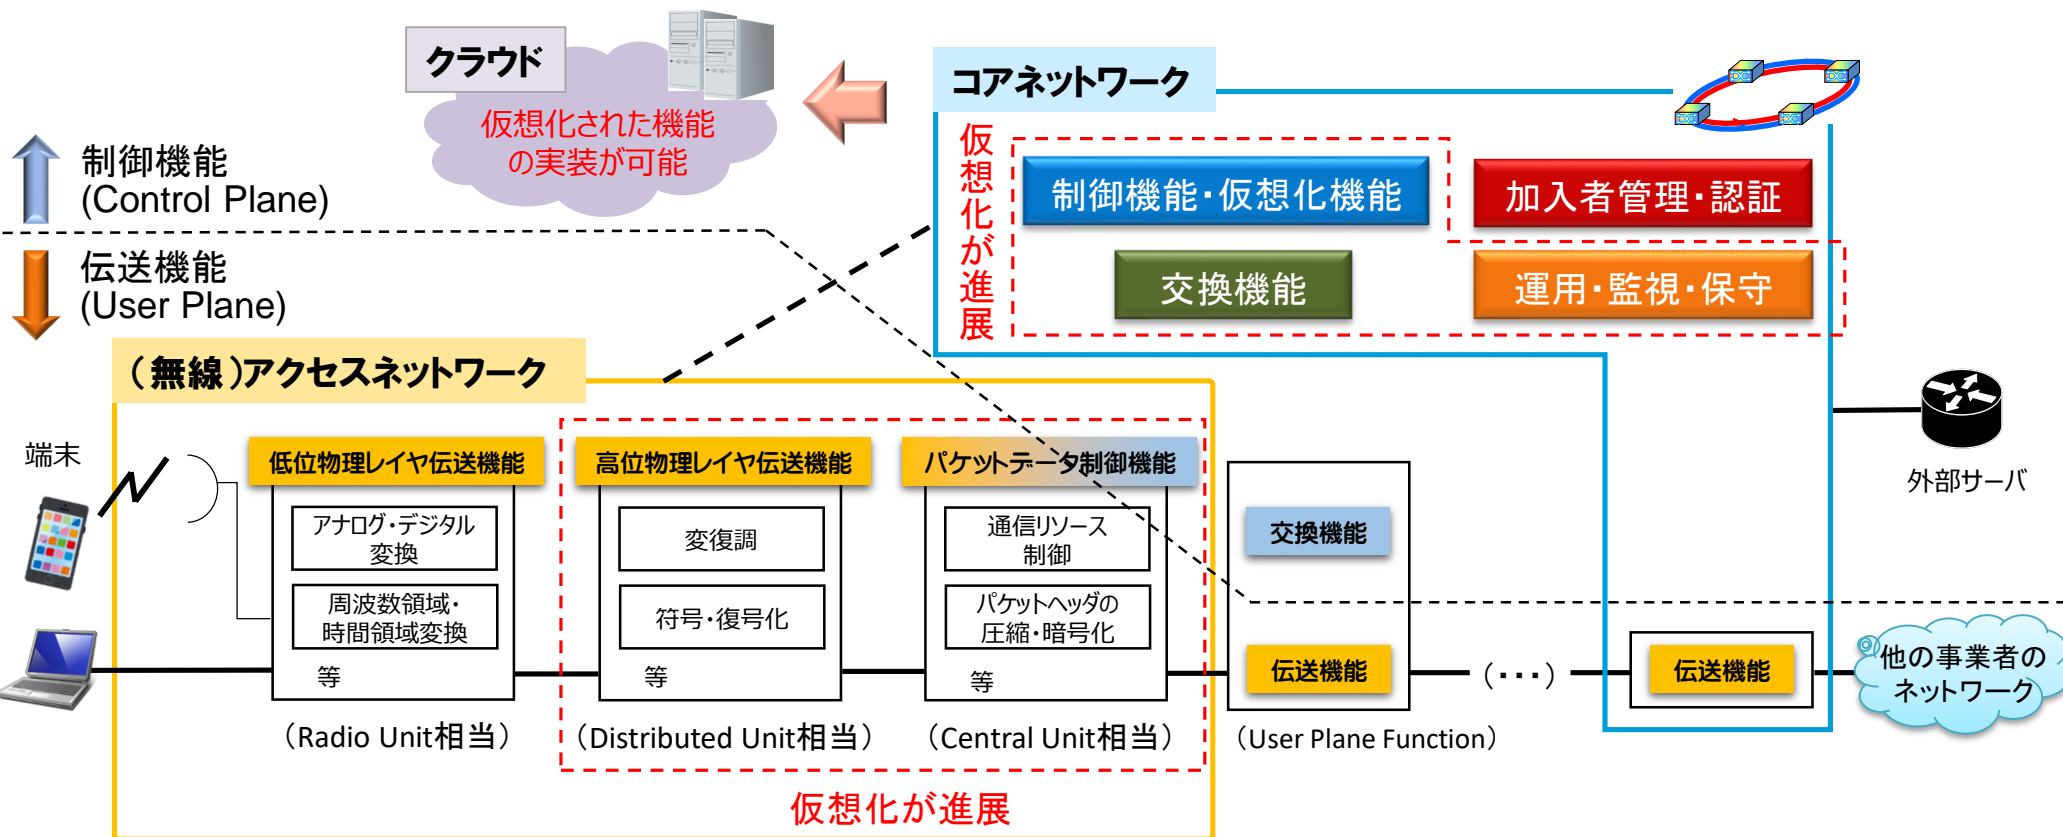 クラウド
仮想化された機能
の実装が可能
コアネットワーク
仮想化が進展
制御機能・仮想化機能
加入者管理・認証
交換機能
運用・監視・保守
制御機能
(Control Plane)
伝送機能
(User Plane)
（無線）アクセスネットワーク
端末
低位物理レイヤ伝送機能
アナログ・デジタル
変換
周波数領域・
時間領域変換
等
（Radio Unit相当）
高位物理レイヤ伝送機能
変復調
符号・復号化
等
（Distributed Unit相当）
パケットデータ制御機能
通信リソース
制御
パケットヘッダの
圧縮・暗号化
等
（Central Unit相当）
仮想化が進展
交換機能
伝送機能
（User Plane Function）
（・・・）
伝送機能
外部サーバ
他の事業者の
ネットワーク